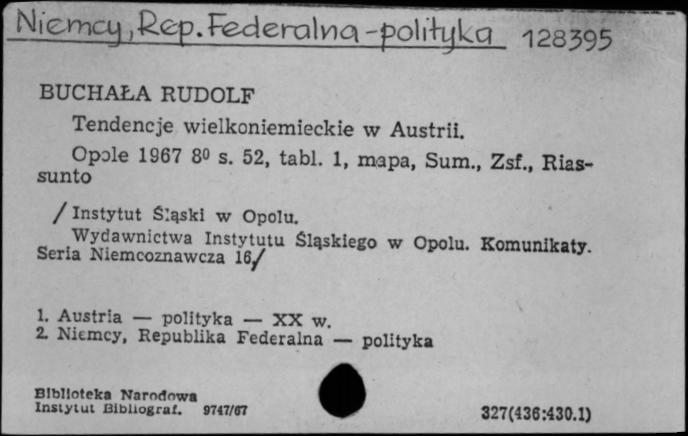 Niemcy, Rep. Federalna - polityka 128395
BUCHAŁA RUDOLF
Tendencje wielkoniemieckie w Austrii.
Opole 1967 8⁰ s. 52, tabl. 1, mapa, Sum., Zsf., Rias-
sunto
/ Instytut Śląski w Opolu.
Wydawnictwa Instytutu Śląskiego w Opolu. Komunikaty.
Seria Niemcoznawcza 16/
1. Austria — polityka — XX w.
2. Niemcy, Republika Federalna — polityka
Biblioteka Narodowa
Instytut Bibliograf. 9747/67
327(436:430.1)